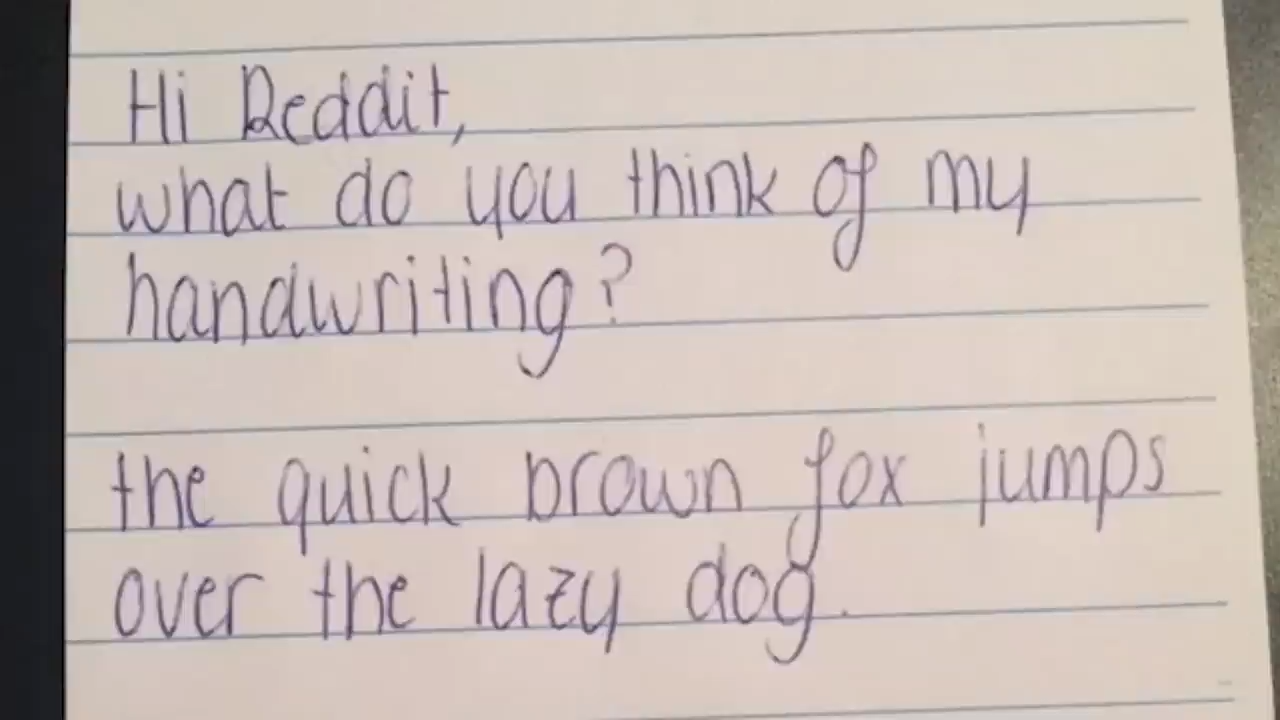 Hi Reddit,
what do you think of my
handwriting?
the quick brown fox jumps
over the lazy dog.